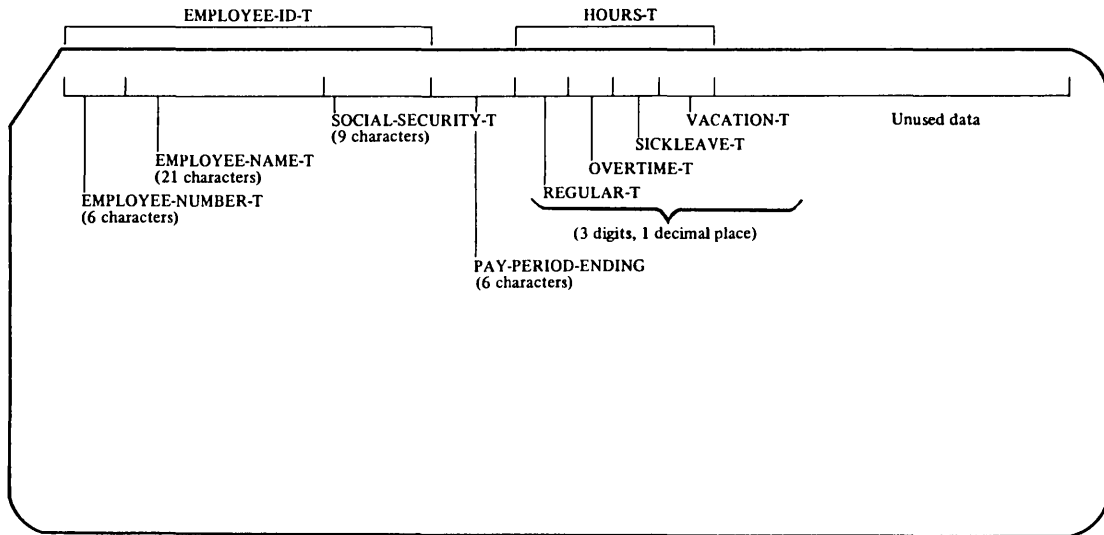 EMPLOYEE-ID-T
HOURS-T
SOCIAL-SECURITY-T
(9 characters)
VACATION-T
Unused data
SICKLEAVE-T
EMPLOYEE-NAME-T
(21 characters)
OVERTIME-T
EMPLOYEE-NUMBER-T
(6 characters)
REGULAR-T
(3 digits, 1 decimal place)
PAY-PERIOD-ENDING
(6 characters)